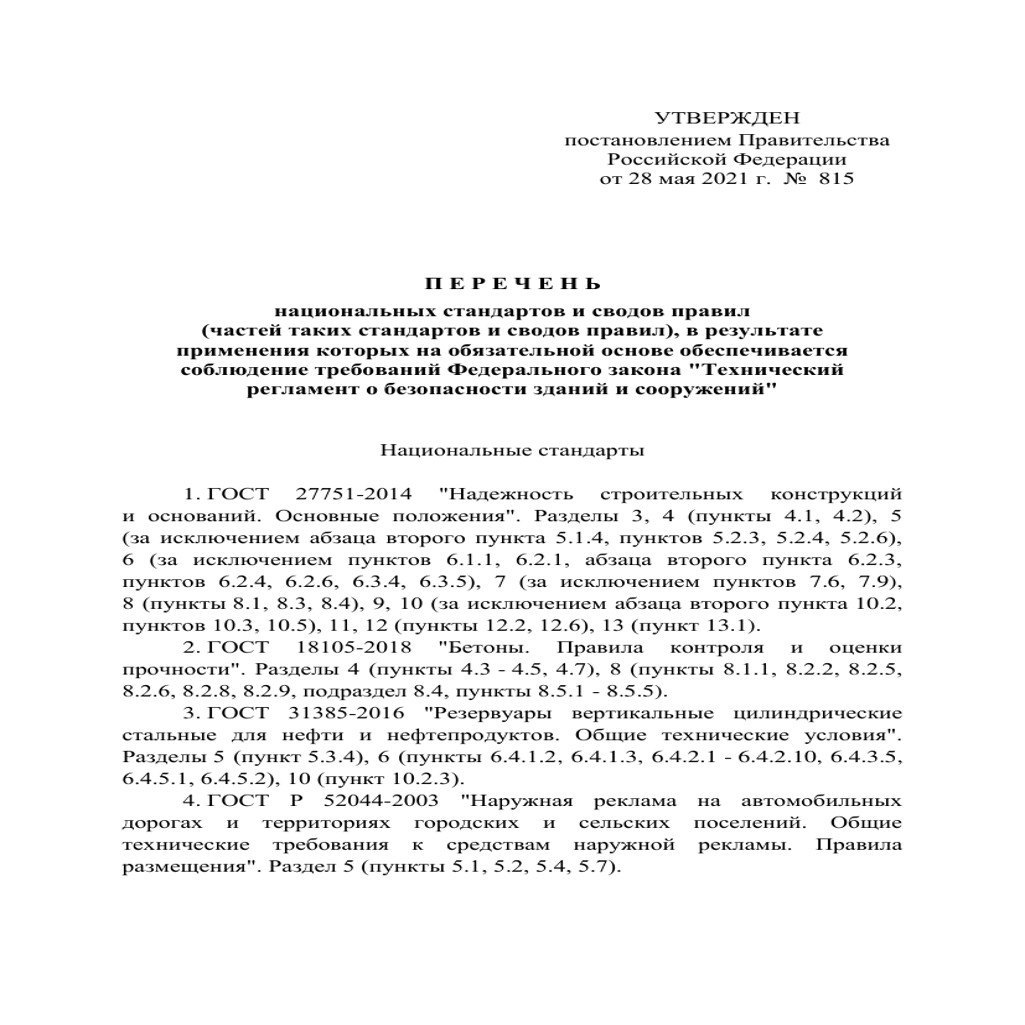 УТВЕРЖДЕН
постановлением Правительства
Российской Федерации
от 28 мая 2021 г. № 815
П Е Р Е Ч Е Н Ь
национальных стандартов и сводов правил
(частей таких стандартов и сводов правил), в результате
применения которых на обязательной основе обеспечивается
соблюдение требований Федерального закона "Технический
регламент о безопасности зданий и сооружений"
Национальные стандарты
1. ГОСТ 27751-2014 "Надежность строительных конструкций
и оснований. Основные положения". Разделы 3, 4 (пункты 4.1, 4.2), 5
(за исключением абзаца второго пункта 5.1.4, пунктов 5.2.3, 5.2.4, 5.2.6),
6 (за исключением пунктов 6.1.1, 6.2.1, абзаца второго пункта 6.2.3,
пунктов 6.2.4, 6.2.6, 6.3.4, 6.3.5), 7 (за исключением пунктов 7.6, 7.9),
8 (пункты 8.1, 8.3, 8.4), 9, 10 (за исключением абзаца второго пункта 10.2,
пунктов 10.3, 10.5), 11, 12 (пункты 12.2, 12.6), 13 (пункт 13.1).
2. ГОСТ 18105-2018 "Бетоны. Правила контроля и оценки
прочности". Разделы 4 (пункты 4.3 - 4.5, 4.7), 8 (пункты 8.1.1, 8.2.2, 8.2.5,
8.2.6, 8.2.8, 8.2.9, подраздел 8.4, пункты 8.5.1 - 8.5.5).
3. ГОСТ 31385-2016 "Резервуары вертикальные цилиндрические
стальные для нефти и нефтепродуктов. Общие технические условия".
Разделы 5 (пункт 5.3.4), 6 (пункты 6.4.1.2, 6.4.1.3, 6.4.2.1 - 6.4.2.10, 6.4.3.5,
6.4.5.1, 6.4.5.2), 10 (пункт 10.2.3).
4. ГОСТ Р 52044-2003 "Наружная реклама на автомобильных
дорогах и территориях городских и сельских поселений. Общие
технические требования к средствам наружной рекламы. Правила
размещения". Раздел 5 (пункты 5.1, 5.2, 5.4, 5.7).